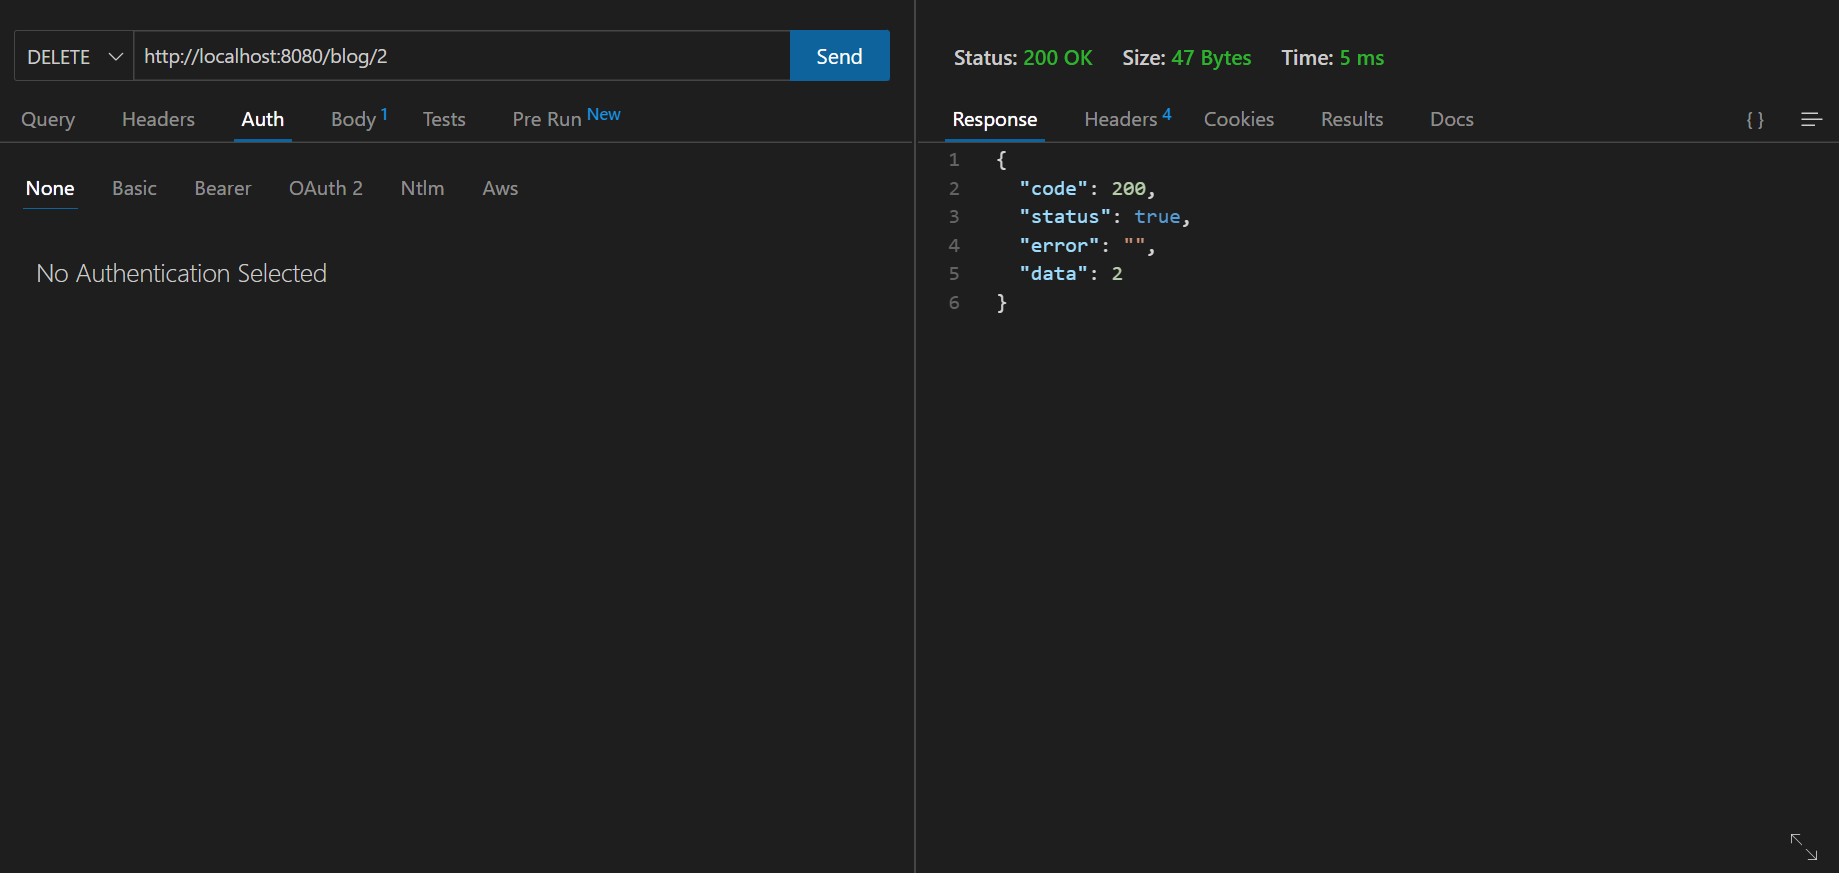 DELETE http://localhost:8080/blog/2 Send
Query Headers Auth Body 1 Tests Pre Run New
None Basic Bearer OAuth 2 Ntlm Aws
No Authentication Selected
Status: 200 OK Size: 47 Bytes Time: 5 ms
Response Headers 4 Cookies Results Docs { }
1 {
2 "code": 200,
3 "status": true,
4 "error": "",
5 "data": 2
6 }